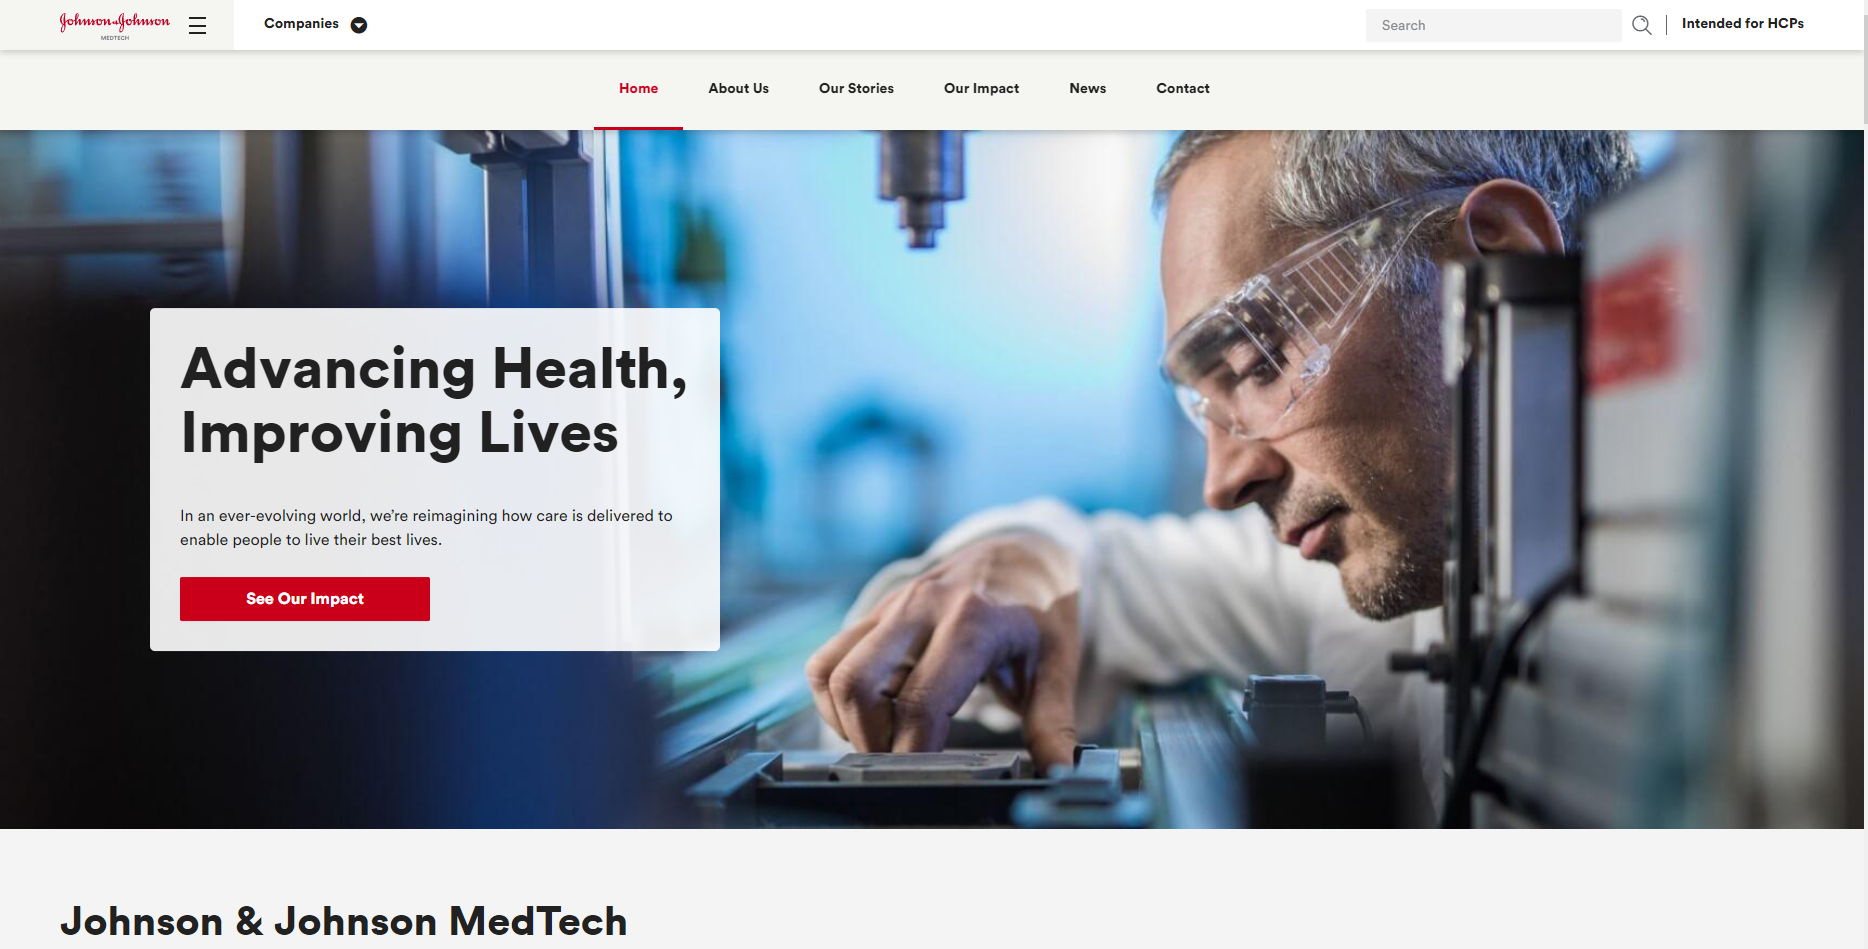 Johnson&Johnson
MEDTECH
Companies
Search
Intended for HCPs
Home
About Us
Our Stories
Our Impact
News
Contact
Advancing Health,
Improving Lives
In an ever-evolving world, we’re reimagining how care is delivered to
enable people to live their best lives.
See Our Impact
Johnson & Johnson MedTech